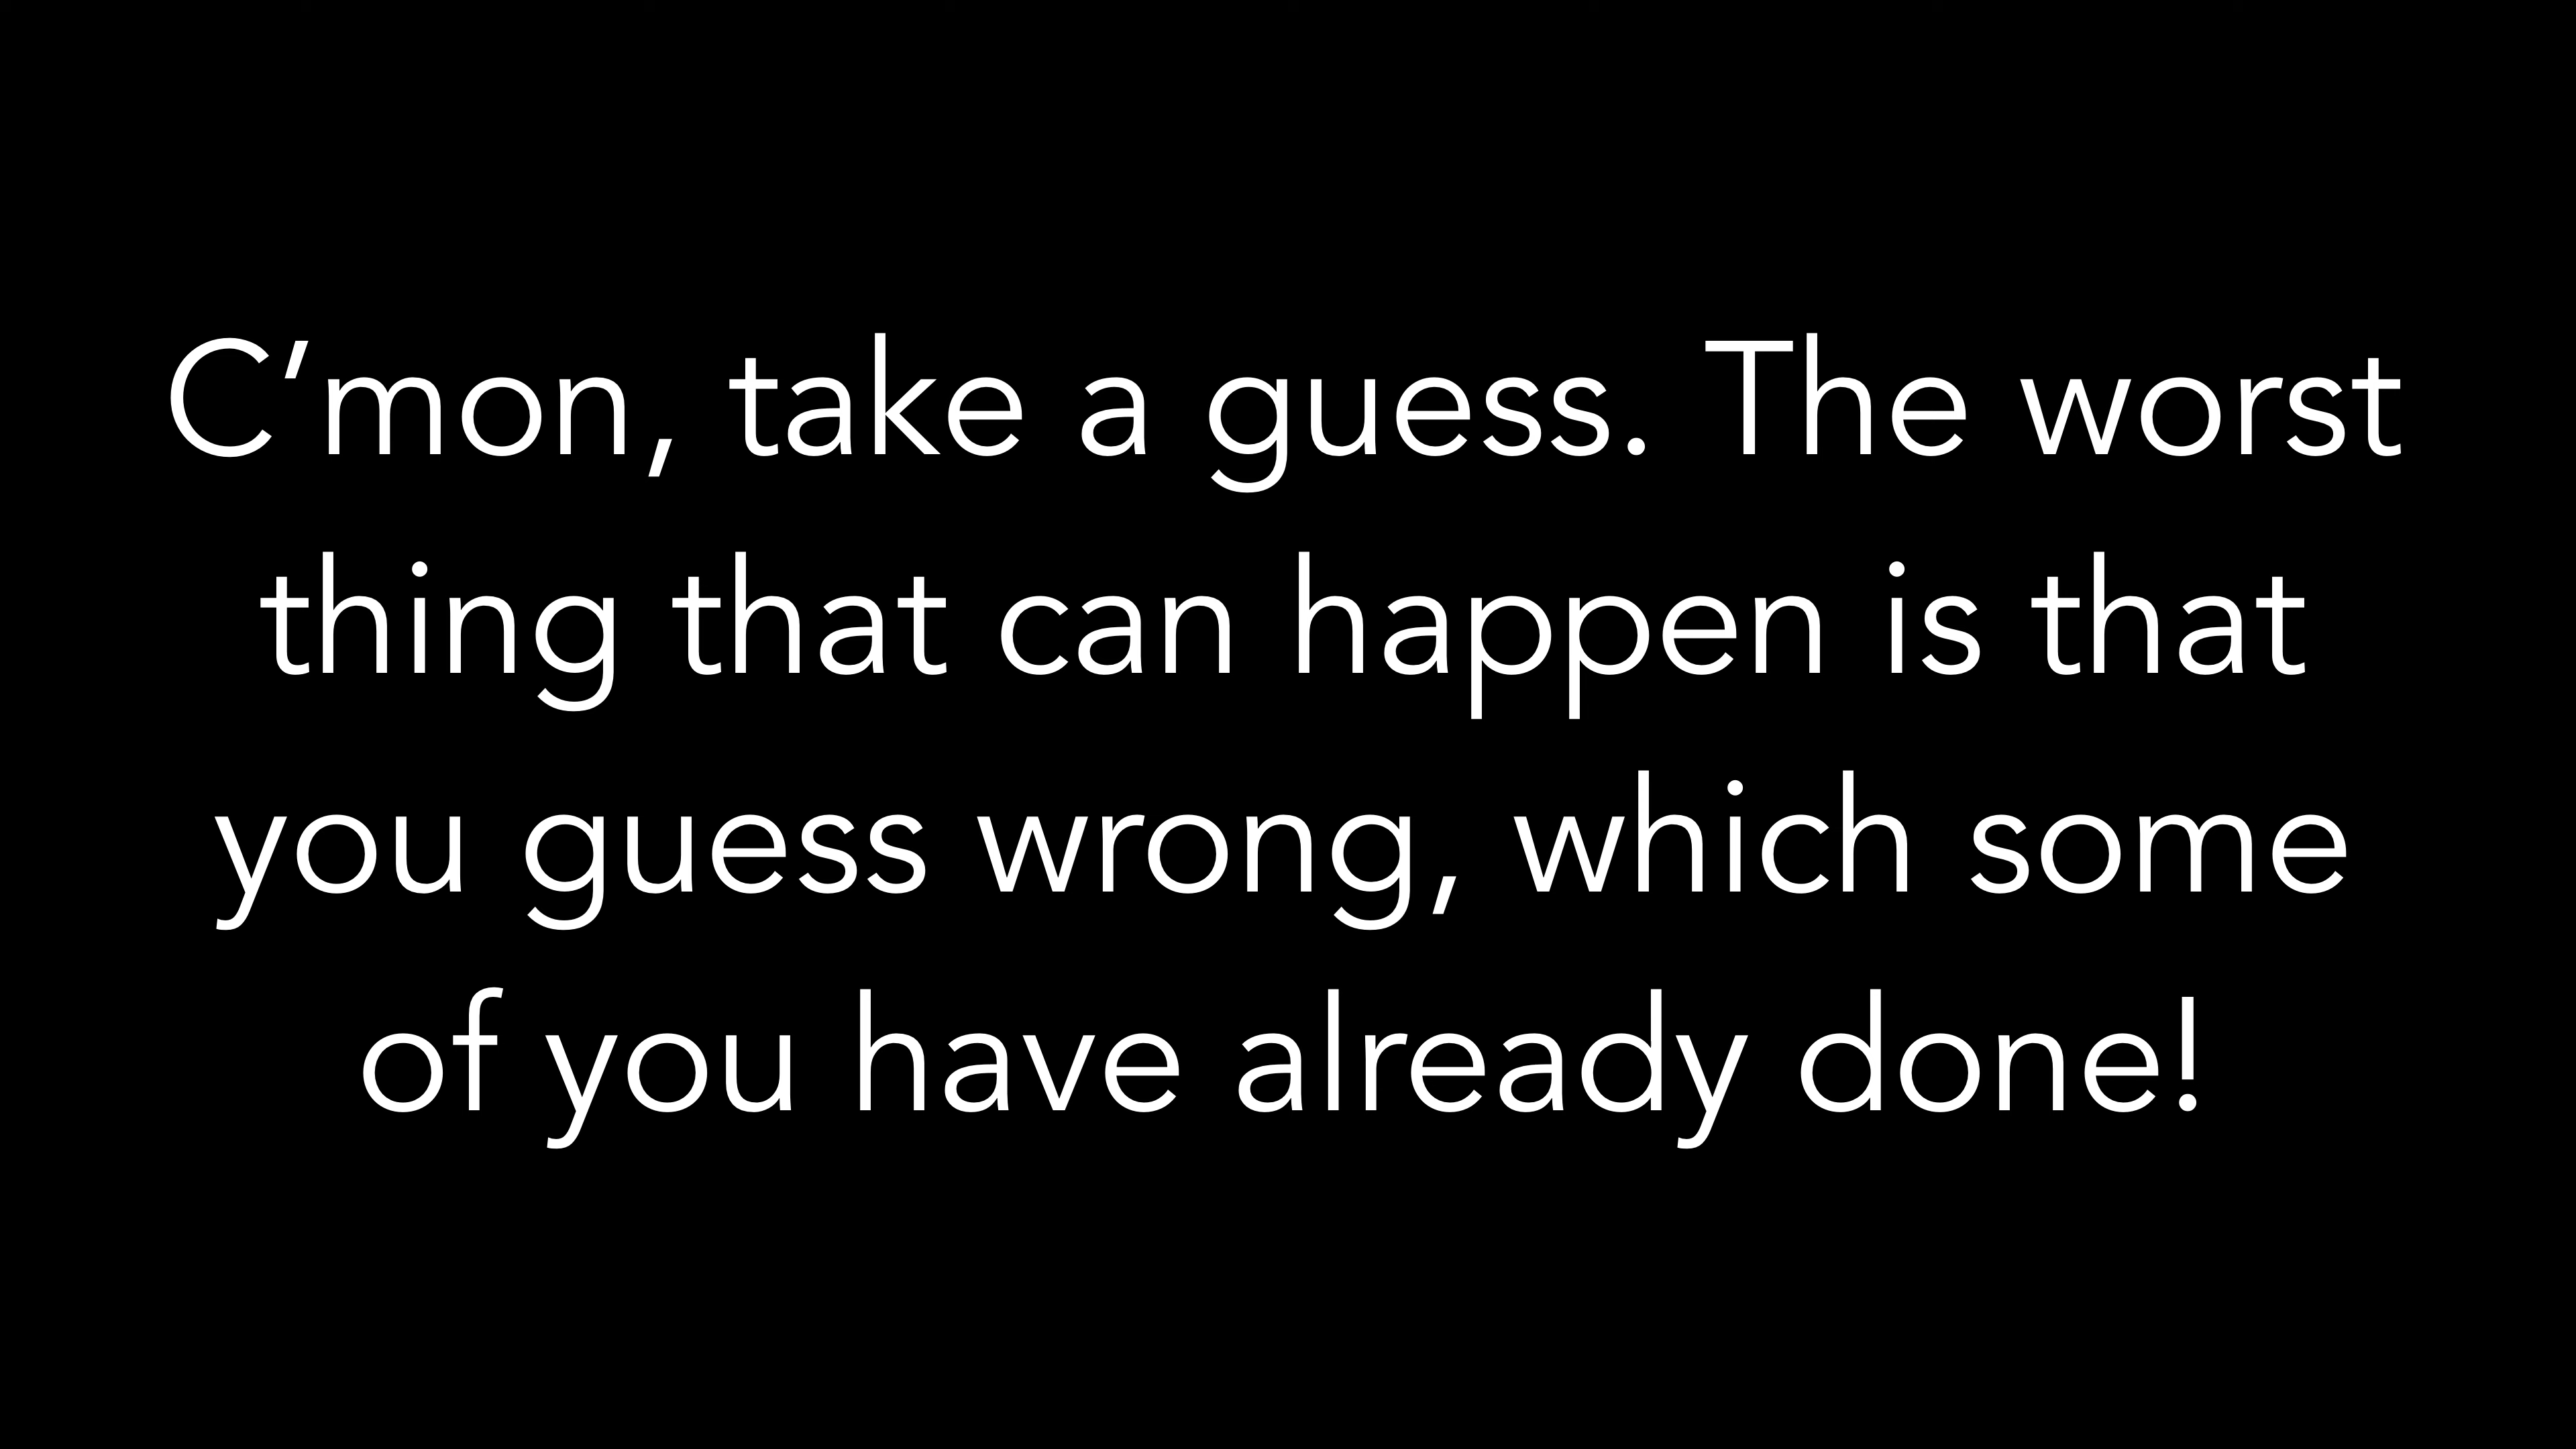 C’mon, take a guess. The worst
thing that can happen is that
you guess wrong, which some
of you have already done!